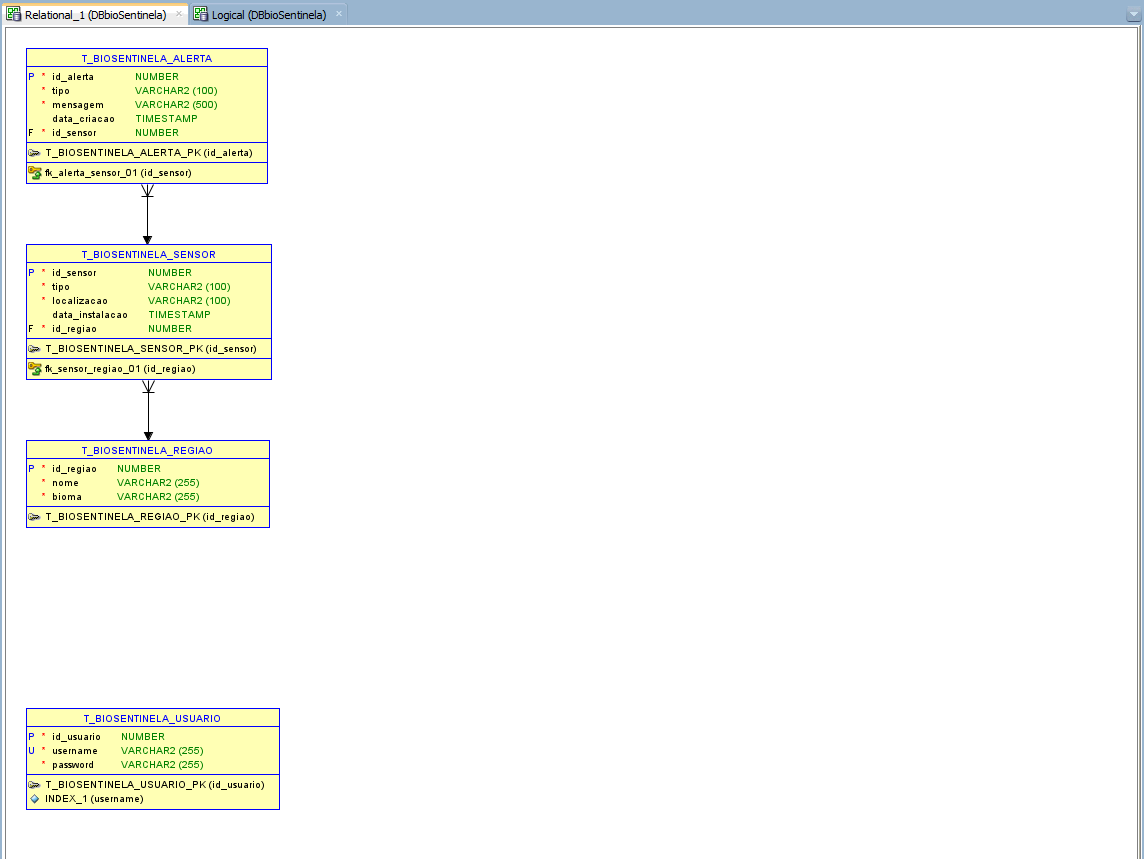 Relational_1 (DBbioSentinela) Logical (DBbioSentinela)
T_BIOSENTINELA_ALERTA
P * id_alerta NUMBER
* tipo VARCHAR2 (100)
* mensagem VARCHAR2 (500)
data_criacao TIMESTAMP
F * id_sensor NUMBER
T_BIOSENTINELA_ALERTA_PK (id_alerta)
fk_alerta_sensor_01 (id_sensor)
T_BIOSENTINELA_SENSOR
P * id_sensor NUMBER
* tipo VARCHAR2 (100)
* localizacao VARCHAR2 (100)
data_instalacao TIMESTAMP
F * id_regiao NUMBER
T_BIOSENTINELA_SENSOR_PK (id_sensor)
fk_sensor_regiao_01 (id_regiao)
T_BIOSENTINELA_REGIAO
P * id_regiao NUMBER
* nome VARCHAR2 (255)
* bioma VARCHAR2 (255)
T_BIOSENTINELA_REGIAO_PK (id_regiao)
T_BIOSENTINELA_USUARIO
P * id_usuario NUMBER
U * username VARCHAR2 (255)
* password VARCHAR2 (255)
T_BIOSENTINELA_USUARIO_PK (id_usuario)
INDEX_1 (username)